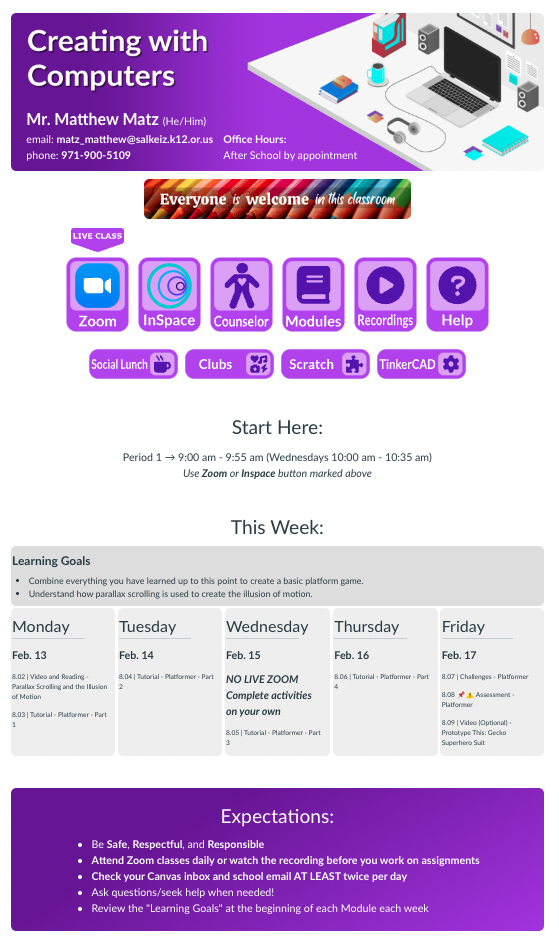 Creating with
Computers
Mr. Matthew Matz (He/Him)
email: matz_matthew@salkeiz.k12.or.us
phone: 971-900-5109
Office Hours:
After School by appointment
Everyone is welcome in this classroom
LIVE CLASS
Zoom
InSpace
Counselor
Modules
Recordings
Help
Social Lunch
Clubs
Scratch
TinkerCAD
Start Here:
Period 1 → 9:00 am - 9:55 am (Wednesdays 10:00 am - 10:35 am)
Use Zoom or Inspace button marked above
This Week:
Learning Goals
• Combine everything you have learned up to this point to create a basic platform game.
• Understand how parallax scrolling is used to create the illusion of motion.
Monday
Feb. 13
8.02 | Video and Reading -
Parallax Scrolling and the Illusion
of Motion
8.03 | Tutorial - Platformer - Part
1
Tuesday
Feb. 14
8.04 | Tutorial - Platformer - Part
2
Wednesday
Feb. 15
NO LIVE ZOOM
Complete activities
on your own
8.05 | Tutorial - Platformer - Part
3
Thursday
Feb. 16
8.06 | Tutorial - Platformer - Part
4
Friday
Feb. 17
8.07 | Challenges - Platformer
8.08 📌 ⚠️ Assessment -
Platformer
8.09 | Video (Optional) -
Prototype This: Gecko
Superhero Suit
Expectations:
• Be Safe, Respectful, and Responsible
• Attend Zoom classes daily or watch the recording before you work on assignments
• Check your Canvas inbox and school email AT LEAST twice per day
• Ask questions/seek help when needed!
• Review the "Learning Goals" at the beginning of each Module each week